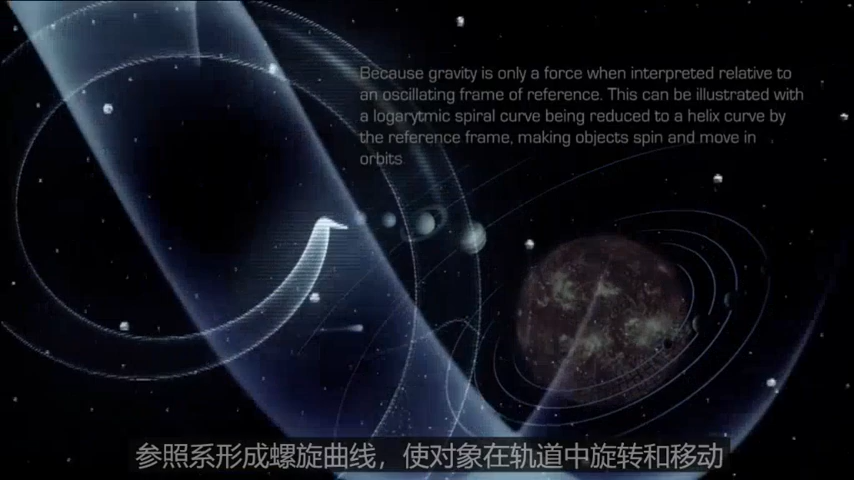 Because gravity is only a force when interpreted relative to
an oscillating frame of reference. This can be illustrated with
a logarytmic spiral curve being reduced to a helix curve by
the reference frame, making objects spin and move in
orbits
参照系形成螺旋曲线，使对象在轨道中旋转和移动